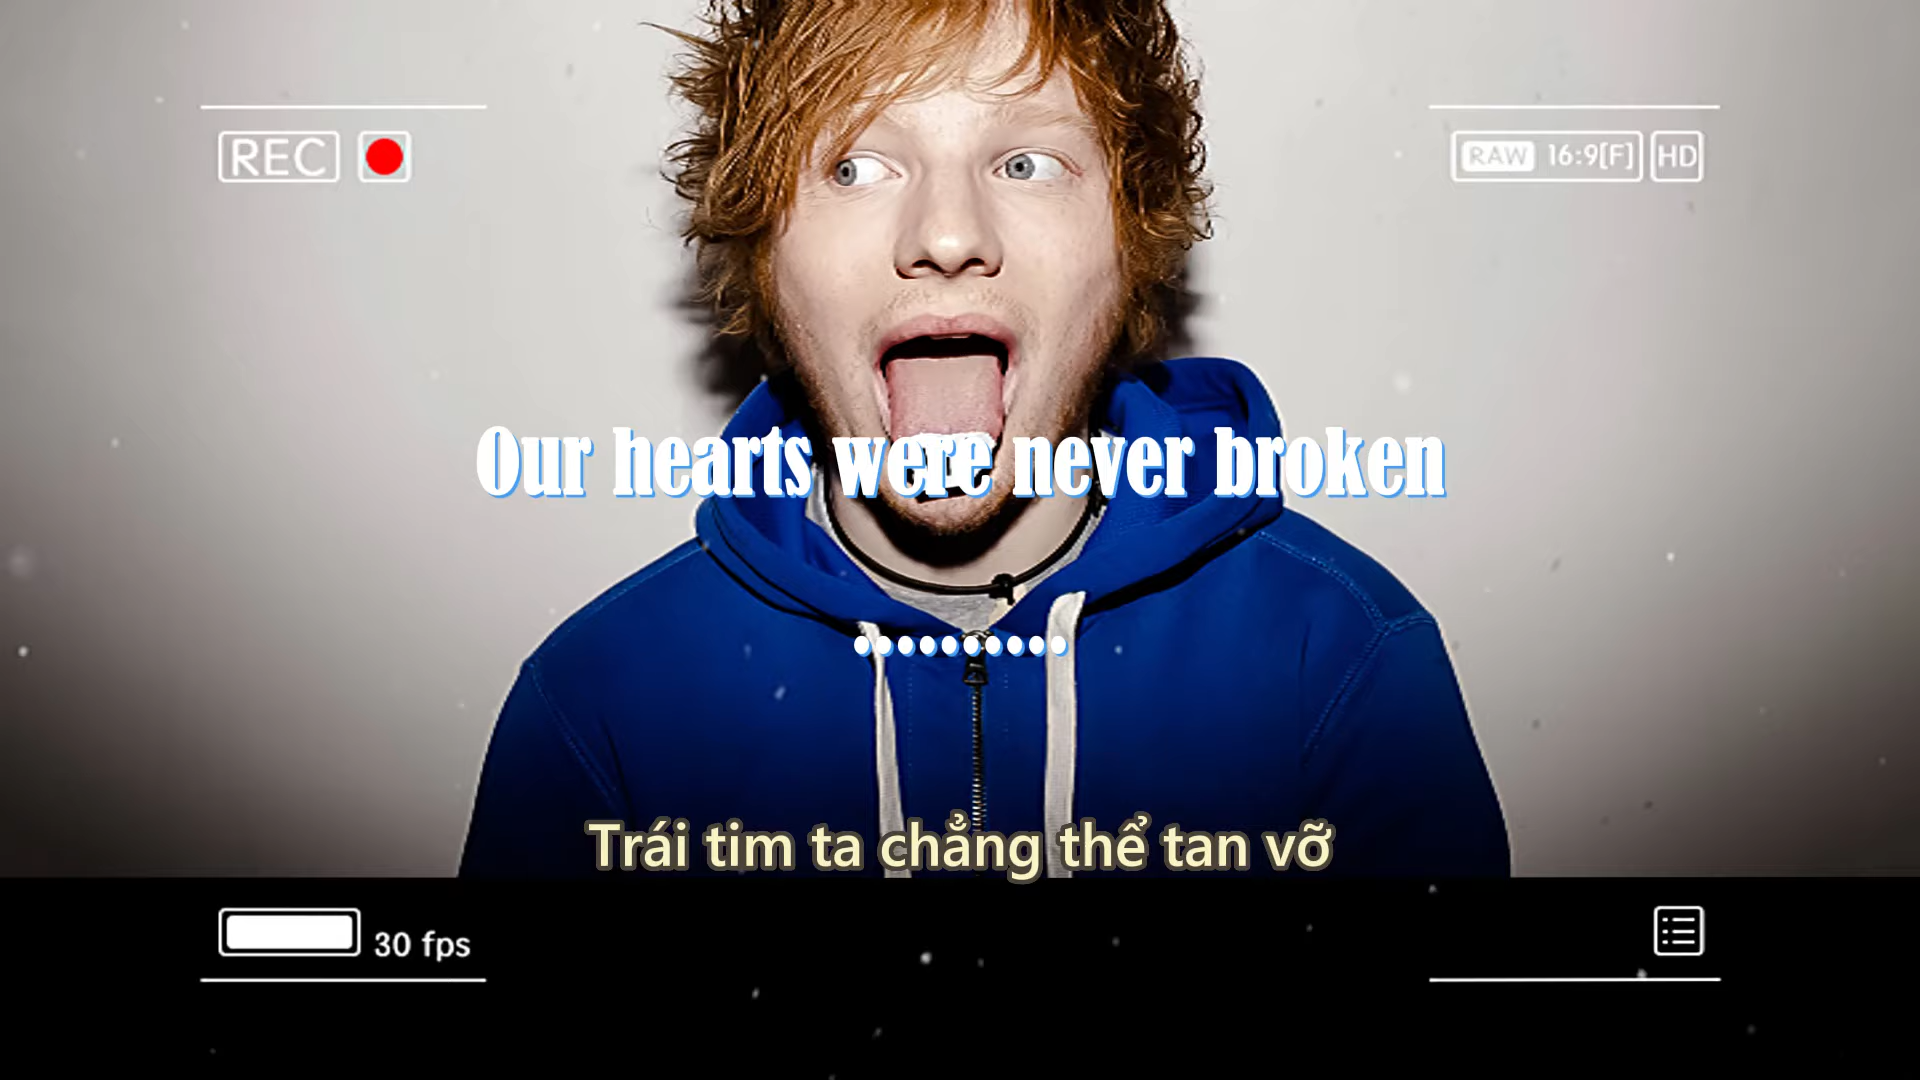 REC
RAW 16:9[F] HD
Our hearts were never broken
..........
Trái tim ta chẳng thể tan vỡ
30 fps